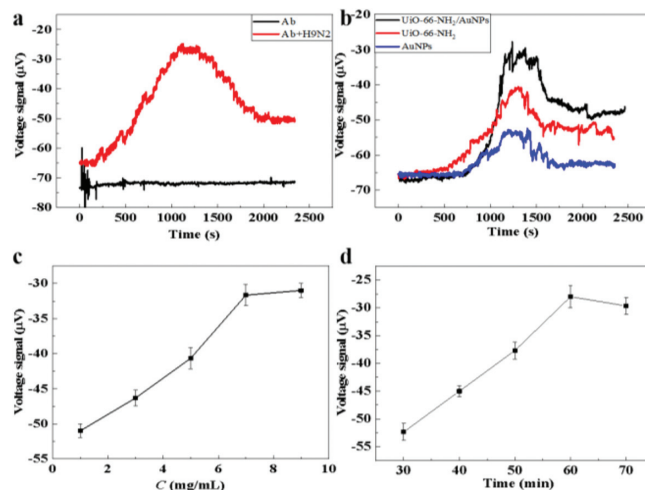 a
Ab
Ab+H9N2
Voltage signal (μV)
-20
-30
-40
-50
-60
-70
-80
0 500 1000 1500 2000 2500
Time (s)
b
UiO-66-NH₂/AuNPs
UiO-66-NH₂
AuNPs
Voltage signal (μV)
-30
-40
-50
-60
-70
0 500 1000 1500 2000 2500
Time (s)
c
Voltage signal (μV)
-30
-35
-40
-45
-50
-55
0 2 4 6 8 10
C (mg/mL)
d
Voltage signal (μV)
-25
-30
-35
-40
-45
-50
-55
30 40 50 60 70
Time (min)